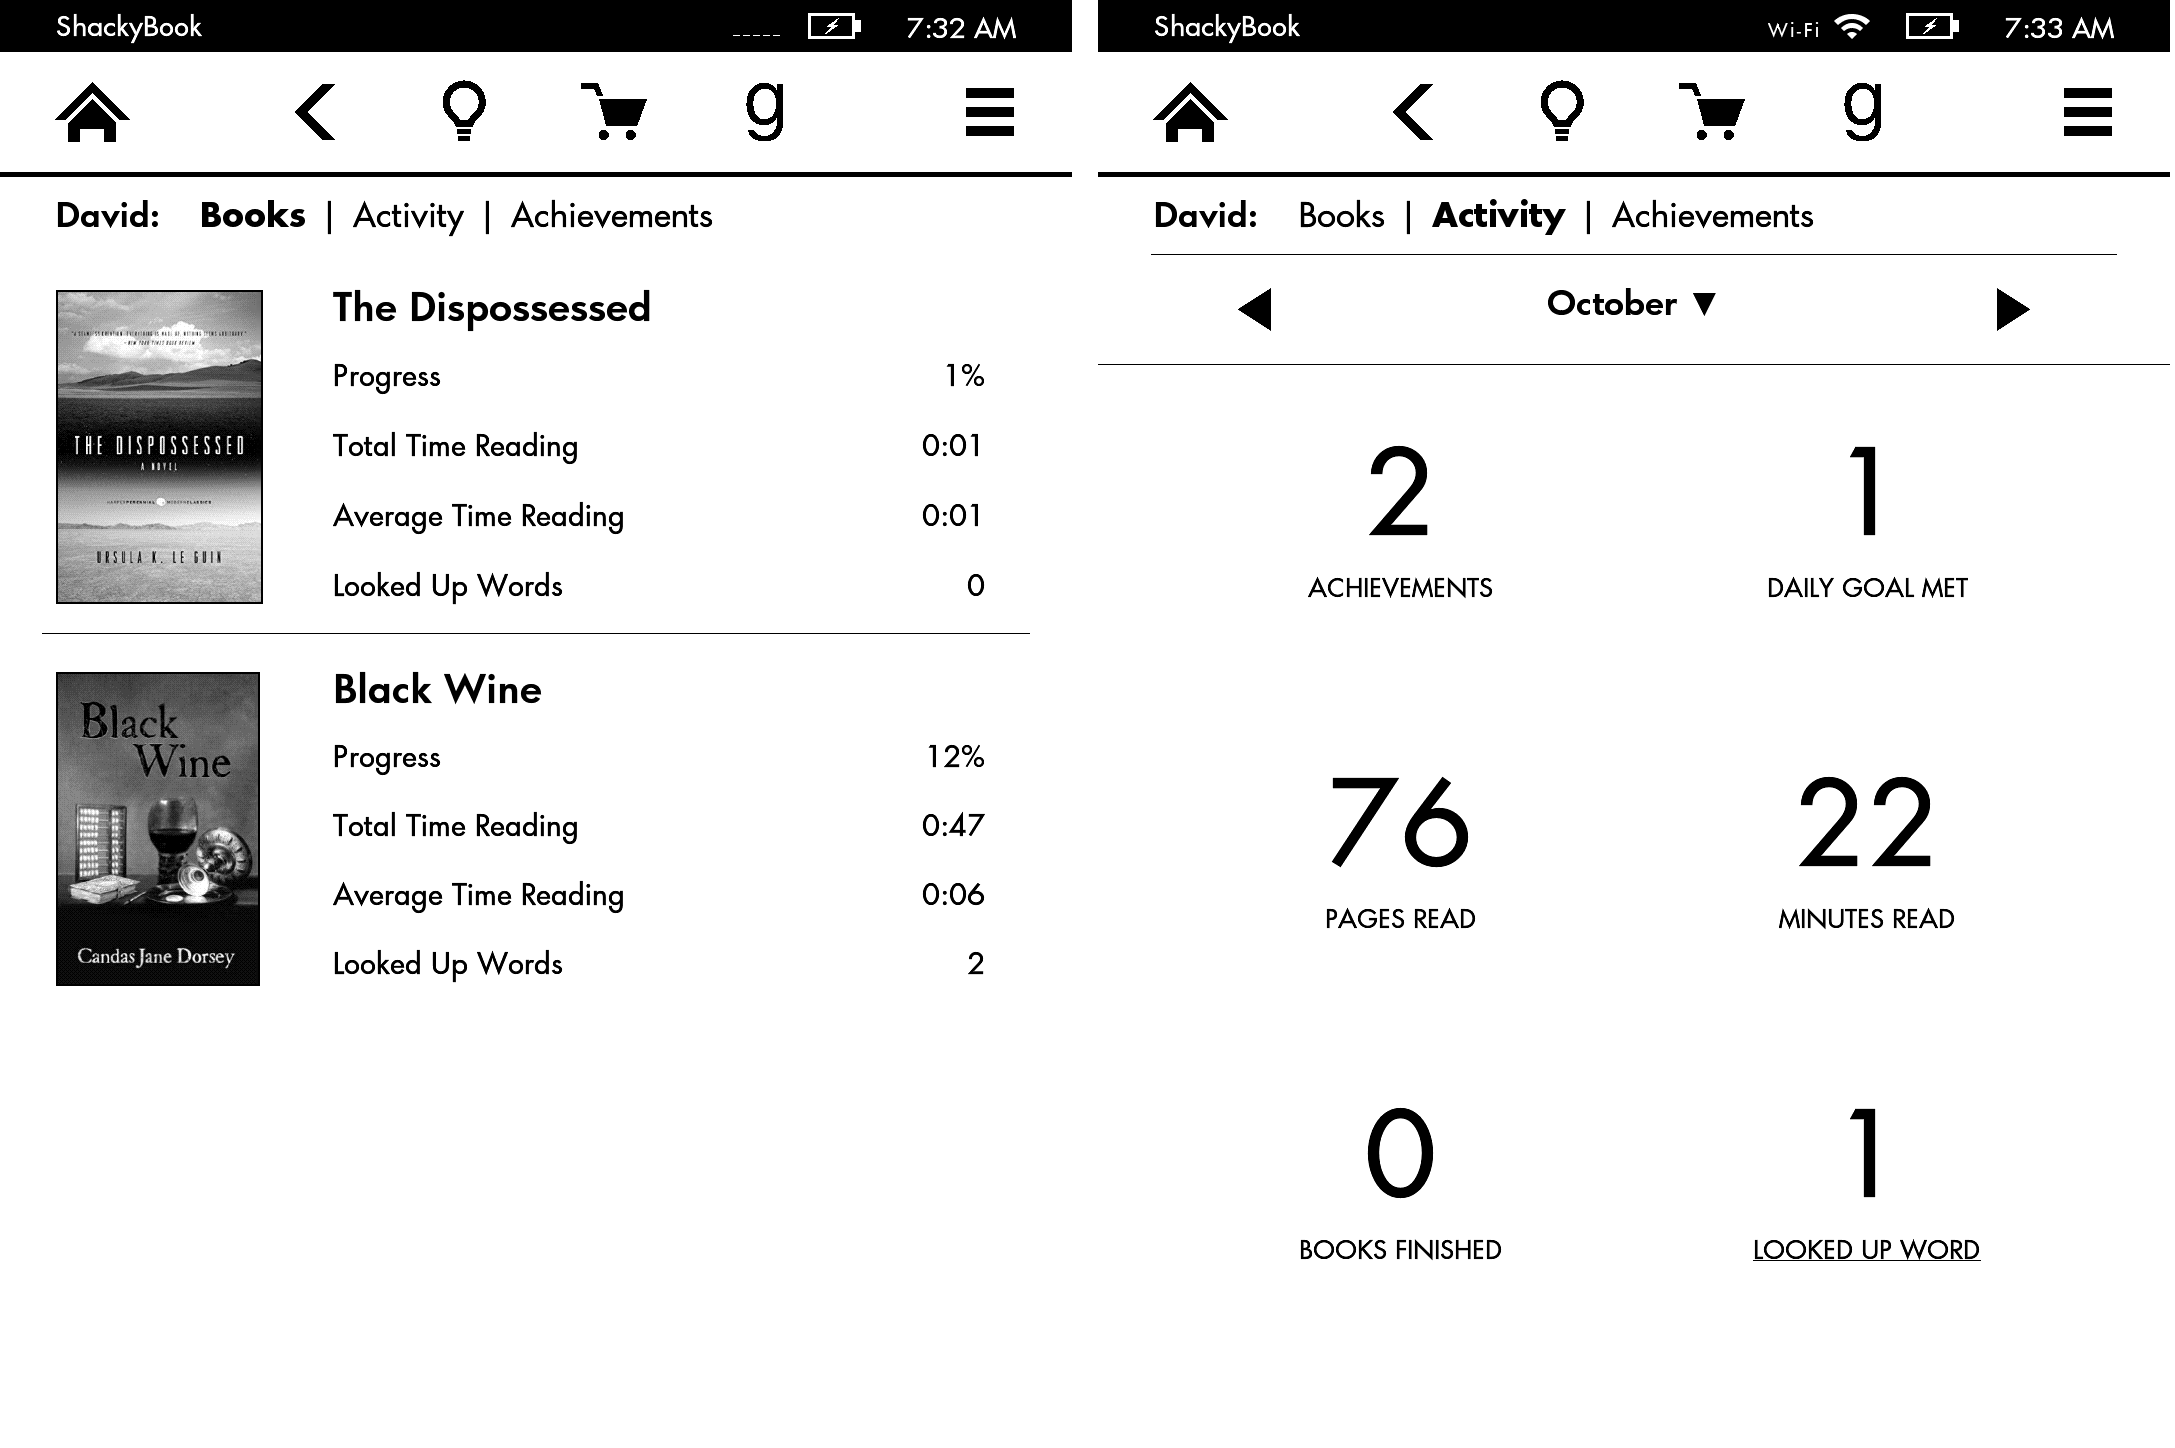 ShackyBook 7:32 AM
David: Books | Activity | Achievements
THE DISPOSSESSED
A NOVEL
URSULA K. LE GUIN
The Dispossessed
Progress 1%
Total Time Reading 0:01
Average Time Reading 0:01
Looked Up Words 0
Black
Wine
Candas Jane Dorsey
Black Wine
Progress 12%
Total Time Reading 0:47
Average Time Reading 0:06
Looked Up Words 2
ShackyBook Wi-Fi 7:33 AM
g
David: Books | Activity | Achievements
October ▼
2 1
ACHIEVEMENTS DAILY GOAL MET
76 22
PAGES READ MINUTES READ
0 1
BOOKS FINISHED LOOKED UP WORD